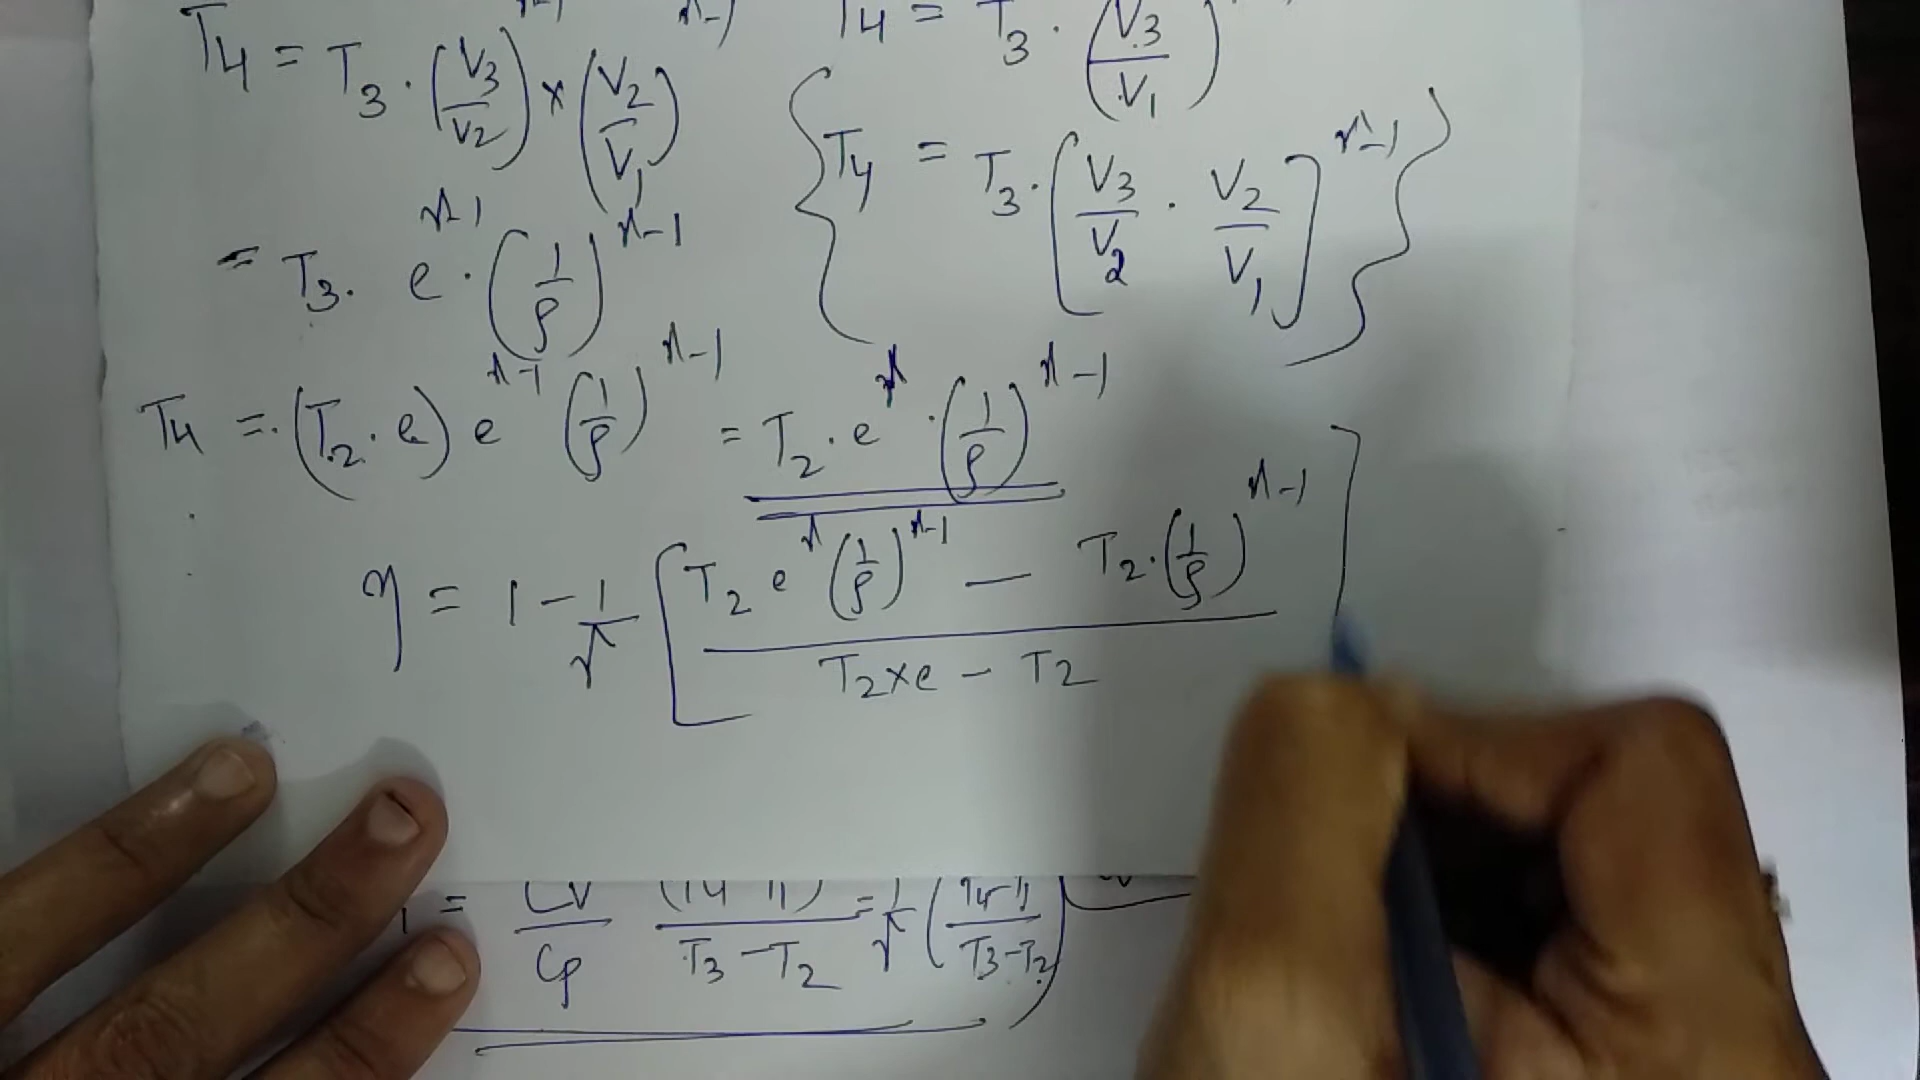 T4 = T3 · (V3/V2)^γ-1 × (V2/V1)^γ-1
T4 = T3 · (V3/V1)
{ T4 = T3 · [V3/V2 · V2/V1]^γ-1 }
= T3 · e^γ-1 · (1/ρ)^γ-1
T4 = (T2 · e) e^γ-1 (1/ρ)^γ-1 = T2 · e^γ · (1/ρ)^γ-1
η = 1 - 1/γ [ (T2 e^γ (1/ρ)^γ-1 — T2 · (1/ρ)^γ-1) / (T2 × e - T2) ]
= Cv/Cp (T4 T1)/(T3 - T2) = 1/γ ((T4 - T1)/(T3 - T2))